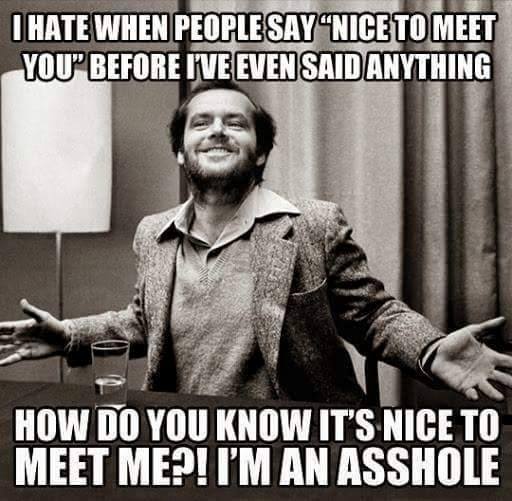 I HATE WHEN PEOPLE SAY “NICE TO MEET
YOU” BEFORE I'VE EVEN SAID ANYTHING
HOW DO YOU KNOW IT'S NICE TO
MEET ME?! I'M AN ASSHOLE